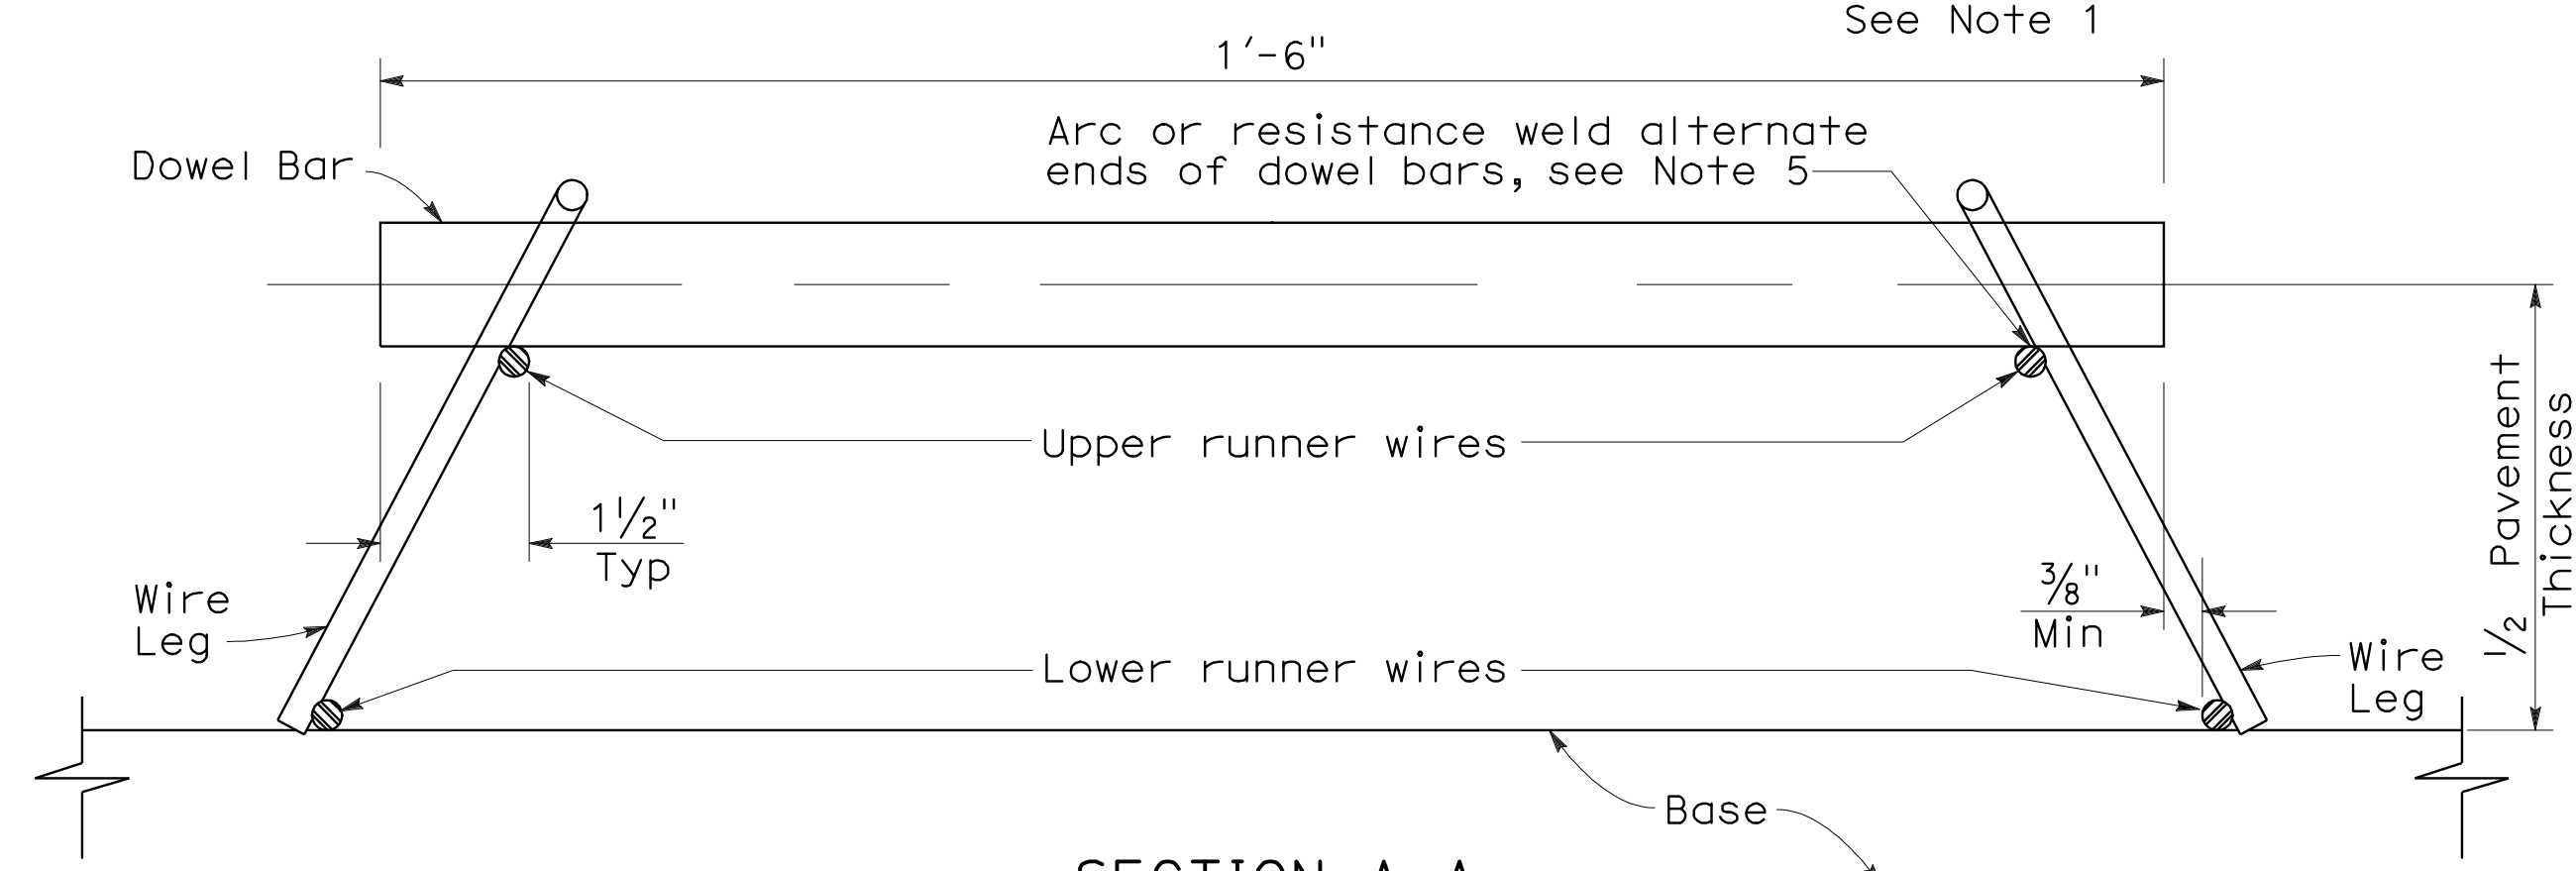 See Note 1
1'-6"
Arc or resistance weld alternate
ends of dowel bars, see Note 5
Dowel Bar
Upper runner wires
1½"
Typ
Wire
Leg
3/8"
Min
½ Pavement
Thickness
Lower runner wires
Wire
Leg
Base
SECTION A-A